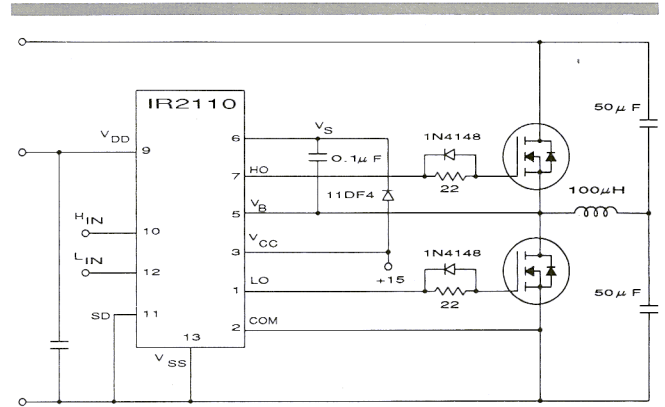 IR2110
V_DD
9
6
V_S
0.1μF
7
HO
1N4148
22
50μF
11DF4
5
V_B
100μH
H_IN
10
3
V_CC
+15
L_IN
12
1N4148
1
LO
22
50μF
SD
11
2
COM
13
V_SS